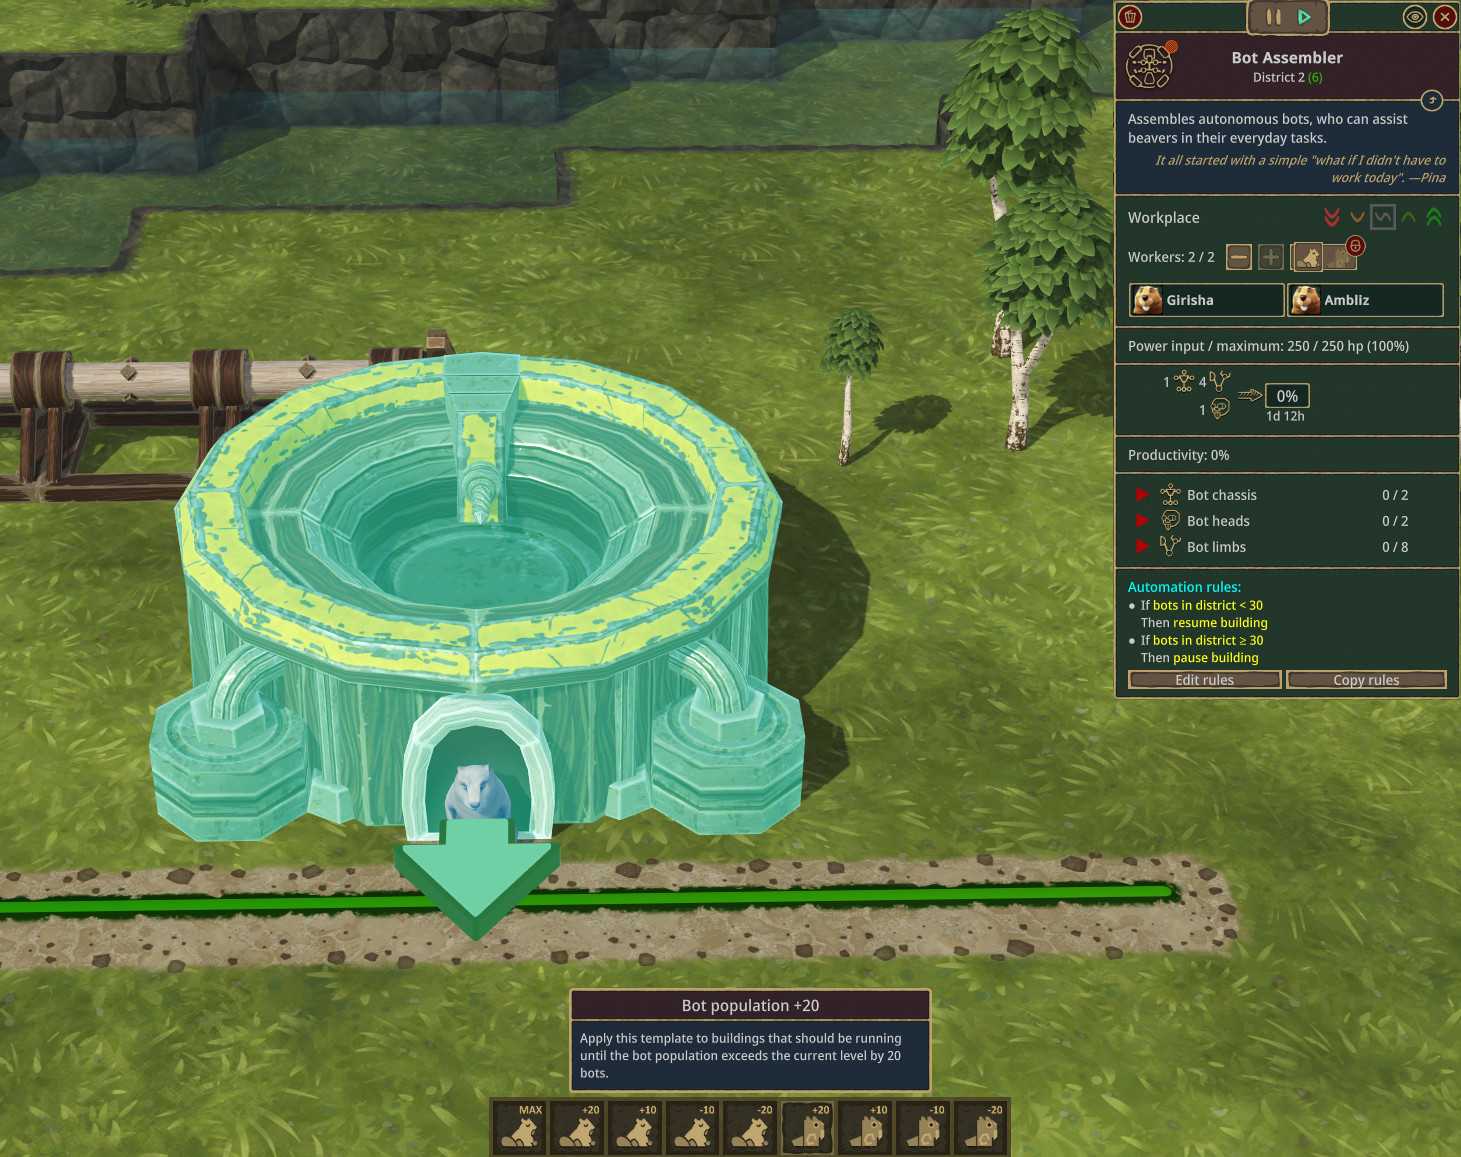 Bot Assembler
District 2 (6)
Assembles autonomous bots, who can assist
beavers in their everyday tasks.
It all started with a simple "what if I didn't have to
work today". —Pina
Workplace
Workers: 2 / 2
Girisha
Ambliz
Power input / maximum: 250 / 250 hp (100%)
1 4
1
0%
1d 12h
Productivity: 0%
Bot chassis 0 / 2
Bot heads 0 / 2
Bot limbs 0 / 8
Automation rules:
● If bots in district < 30
Then resume building
● If bots in district ≥ 30
Then pause building
Edit rules
Copy rules
Bot population +20
Apply this template to buildings that should be running
until the bot population exceeds the current level by 20
bots.
MAX +20 +10 -10 -20 +20 +10 -10 -20